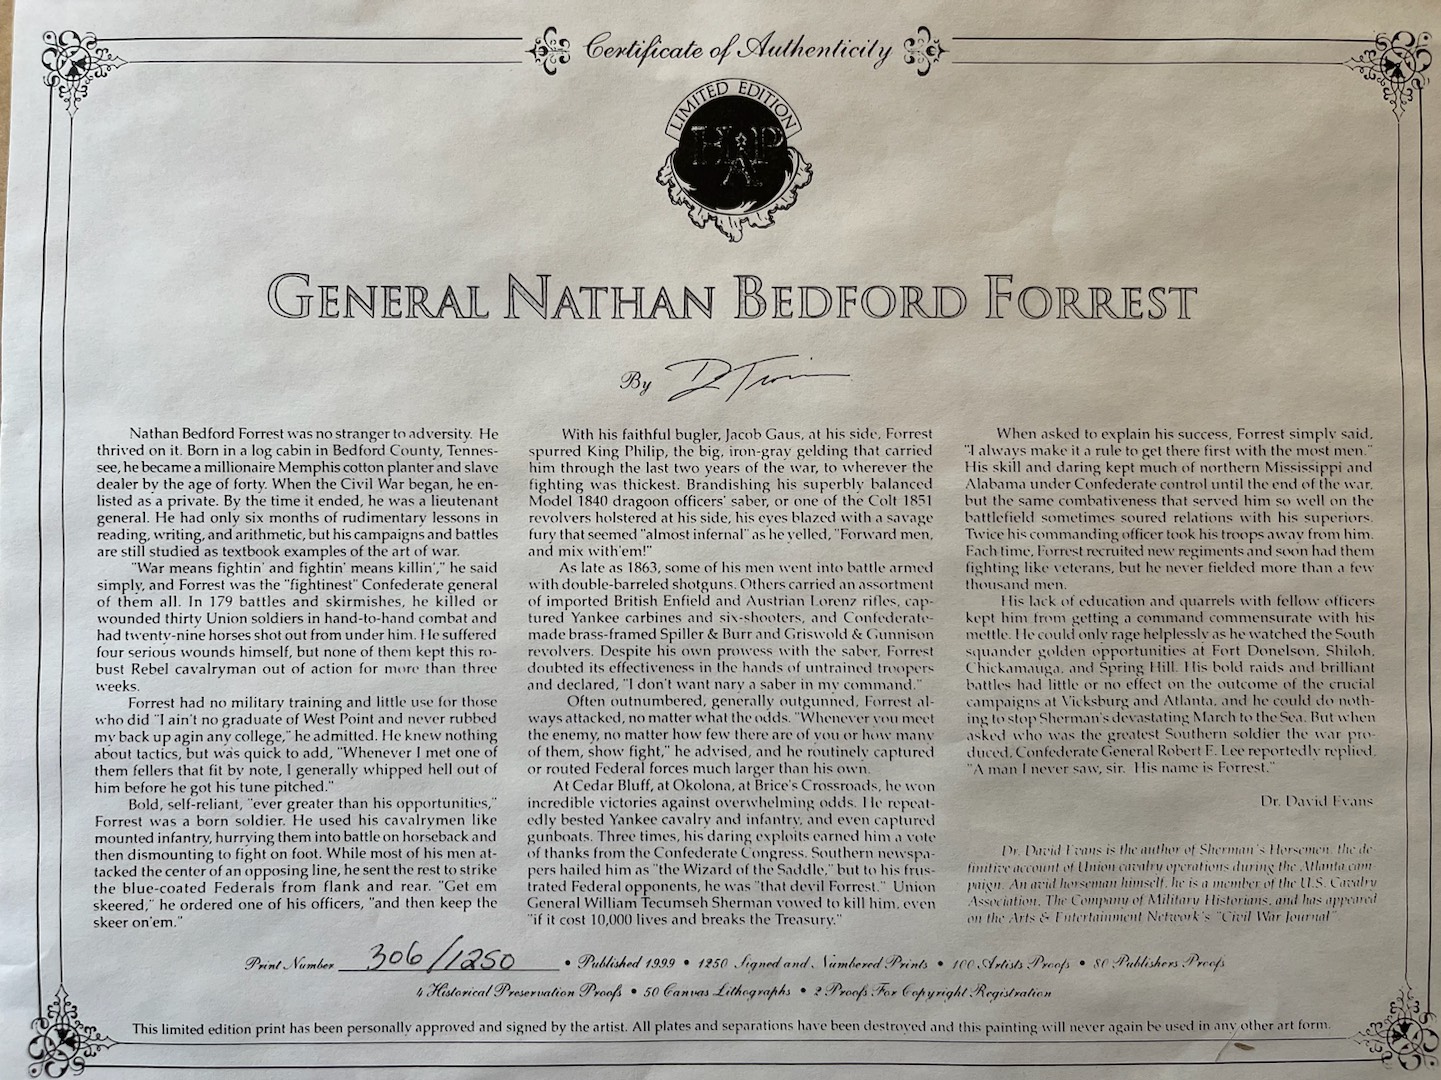 Certificate of Authenticity
LIMITED EDITION
HAP
GENERAL NATHAN BEDFORD FORREST
By
Nathan Bedford Forrest was no stranger to adversity. He
thrived on it. Born in a log cabin in Bedford County, Tennes-
see, he became a millionaire Memphis cotton planter and slave
dealer by the age of forty. When the Civil War began, he en-
listed as a private. By the time it ended, he was a lieutenant
general. He had only six months of rudimentary lessons in
reading, writing, and arithmetic, but his campaigns and battles
are still studied as textbook examples of the art of war.
"War means fightin' and fightin' means killin'," he said
simply, and Forrest was the "fightinest" Confederate general
of them all. In 179 battles and skirmishes, he killed or
wounded thirty Union soldiers in hand-to-hand combat and
had twenty-nine horses shot out from under him. He suffered
four serious wounds himself, but none of them kept this ro-
bust Rebel cavalryman out of action for more than three
weeks.
Forrest had no military training and little use for those
who did "I ain't no graduate of West Point and never rubbed
my back up agin any college," he admitted. He knew nothing
about tactics, but was quick to add, "Whenever I met one of
them fellers that fit by note, I generally whipped hell out of
him before he got his tune pitched."
Bold, self-reliant, "ever greater than his opportunities,"
Forrest was a born soldier. He used his cavalrymen like
mounted infantry, hurrying them into battle on horseback and
then dismounting to fight on foot. While most of his men at-
tacked the center of an opposing line, he sent the rest to strike
the blue-coated Federals from flank and rear. "Get em
skeered," he ordered one of his officers, "and then keep the
skeer on'em."
With his faithful bugler, Jacob Gaus, at his side, Forrest
spurred King Philip, the big, iron-gray gelding that carried
him through the last two years of the war, to wherever the
fighting was thickest. Brandishing his superbly balanced
Model 1840 dragoon officers' saber, or one of the Colt 1851
revolvers holstered at his side, his eyes blazed with a savage
fury that seemed "almost infernal" as he yelled, "Forward men,
and mix with'em!"
As late as 1863, some of his men went into battle armed
with double-barreled shotguns. Others carried an assortment
of imported British Enfield and Austrian Lorenz rifles, cap-
tured Yankee carbines and six-shooters, and Confederate-
made brass-framed Spiller & Burr and Griswold & Gunnison
revolvers. Despite his own prowess with the saber, Forrest
doubted its effectiveness in the hands of untrained troopers
and declared, "I don't want nary a saber in my command."
Often outnumbered, generally outgunned, Forrest al-
ways attacked, no matter what the odds. "Whenever you meet
the enemy, no matter how few there are of you or how many
of them, show fight," he advised, and he routinely captured
or routed Federal forces much larger than his own.
At Cedar Bluff, at Okolona, at Brice's Crossroads, he won
incredible victories against overwhelming odds. He repeat-
edly bested Yankee cavalry and infantry, and even captured
gunboats. Three times, his daring exploits earned him a vote
of thanks from the Confederate Congress. Southern newspa-
pers hailed him as "the Wizard of the Saddle," but to his frus-
trated Federal opponents, he was "that devil Forrest." Union
General William Tecumseh Sherman vowed to kill him, even
"if it cost 10,000 lives and breaks the Treasury."
When asked to explain his success, Forrest simply said,
"I always make it a rule to get there first with the most men."
His skill and daring kept much of northern Mississippi and
Alabama under Confederate control until the end of the war,
but the same combativeness that served him so well on the
battlefield sometimes soured relations with his superiors.
Twice his commanding officer took his troops away from him.
Each time, Forrest recruited new regiments and soon had them
fighting like veterans, but he never fielded more than a few
thousand men.
His lack of education and quarrels with fellow officers
kept him from getting a command commensurate with his
mettle. He could only rage helplessly as he watched the South
squander golden opportunities at Fort Donelson, Shiloh,
Chickamauga, and Spring Hill. His bold raids and brilliant
battles had little or no effect on the outcome of the crucial
campaigns at Vicksburg and Atlanta, and he could do noth-
ing to stop Sherman's devastating March to the Sea. But when
asked who was the greatest Southern soldier the war pro-
duced, Confederate General Robert E. Lee reportedly replied,
"A man I never saw, sir. His name is Forrest."
Dr. David Evans
Dr. David Evans is the author of Sherman's Horsemen, the de-
finitive account of Union cavalry operations during the Atlanta cam-
paign. An avid horseman himself, he is a member of the U.S. Cavalry
Association, The Company of Military Historians, and has appeared
on the Arts & Entertainment Network's "Civil War Journal"
Print Number 306/1250 • Published 1999 • 1250 Signed and Numbered Prints • 100 Artists Proofs • 80 Publishers Proofs
4 Historical Preservation Proofs • 50 Canvas Lithographs • 2 Proofs For Copyright Registration
This limited edition print has been personally approved and signed by the artist. All plates and separations have been destroyed and this painting will never again be used in any other art form.